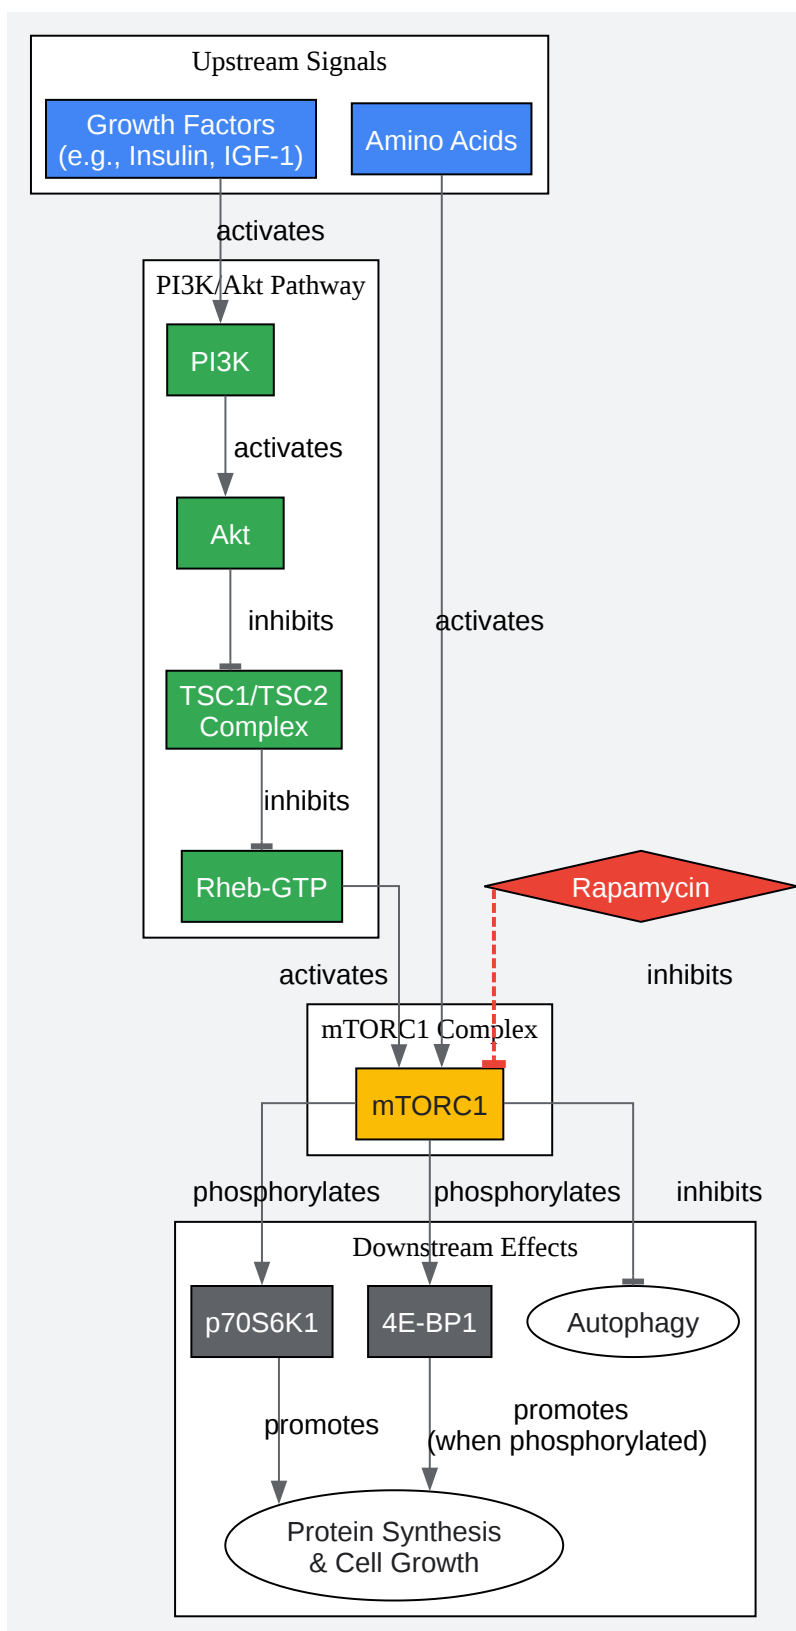 Upstream Signals
Growth Factors
(e.g., Insulin, IGF-1)
Amino Acids
activates
PI3K/Akt Pathway
PI3K
activates
Akt
inhibits
activates
TSC1/TSC2
Complex
inhibits
Rheb-GTP
Rapamycin
activates
inhibits
mTORC1 Complex
mTORC1
phosphorylates
phosphorylates
inhibits
Downstream Effects
p70S6K1
4E-BP1
Autophagy
promotes
promotes
(when phosphorylated)
Protein Synthesis
& Cell Growth